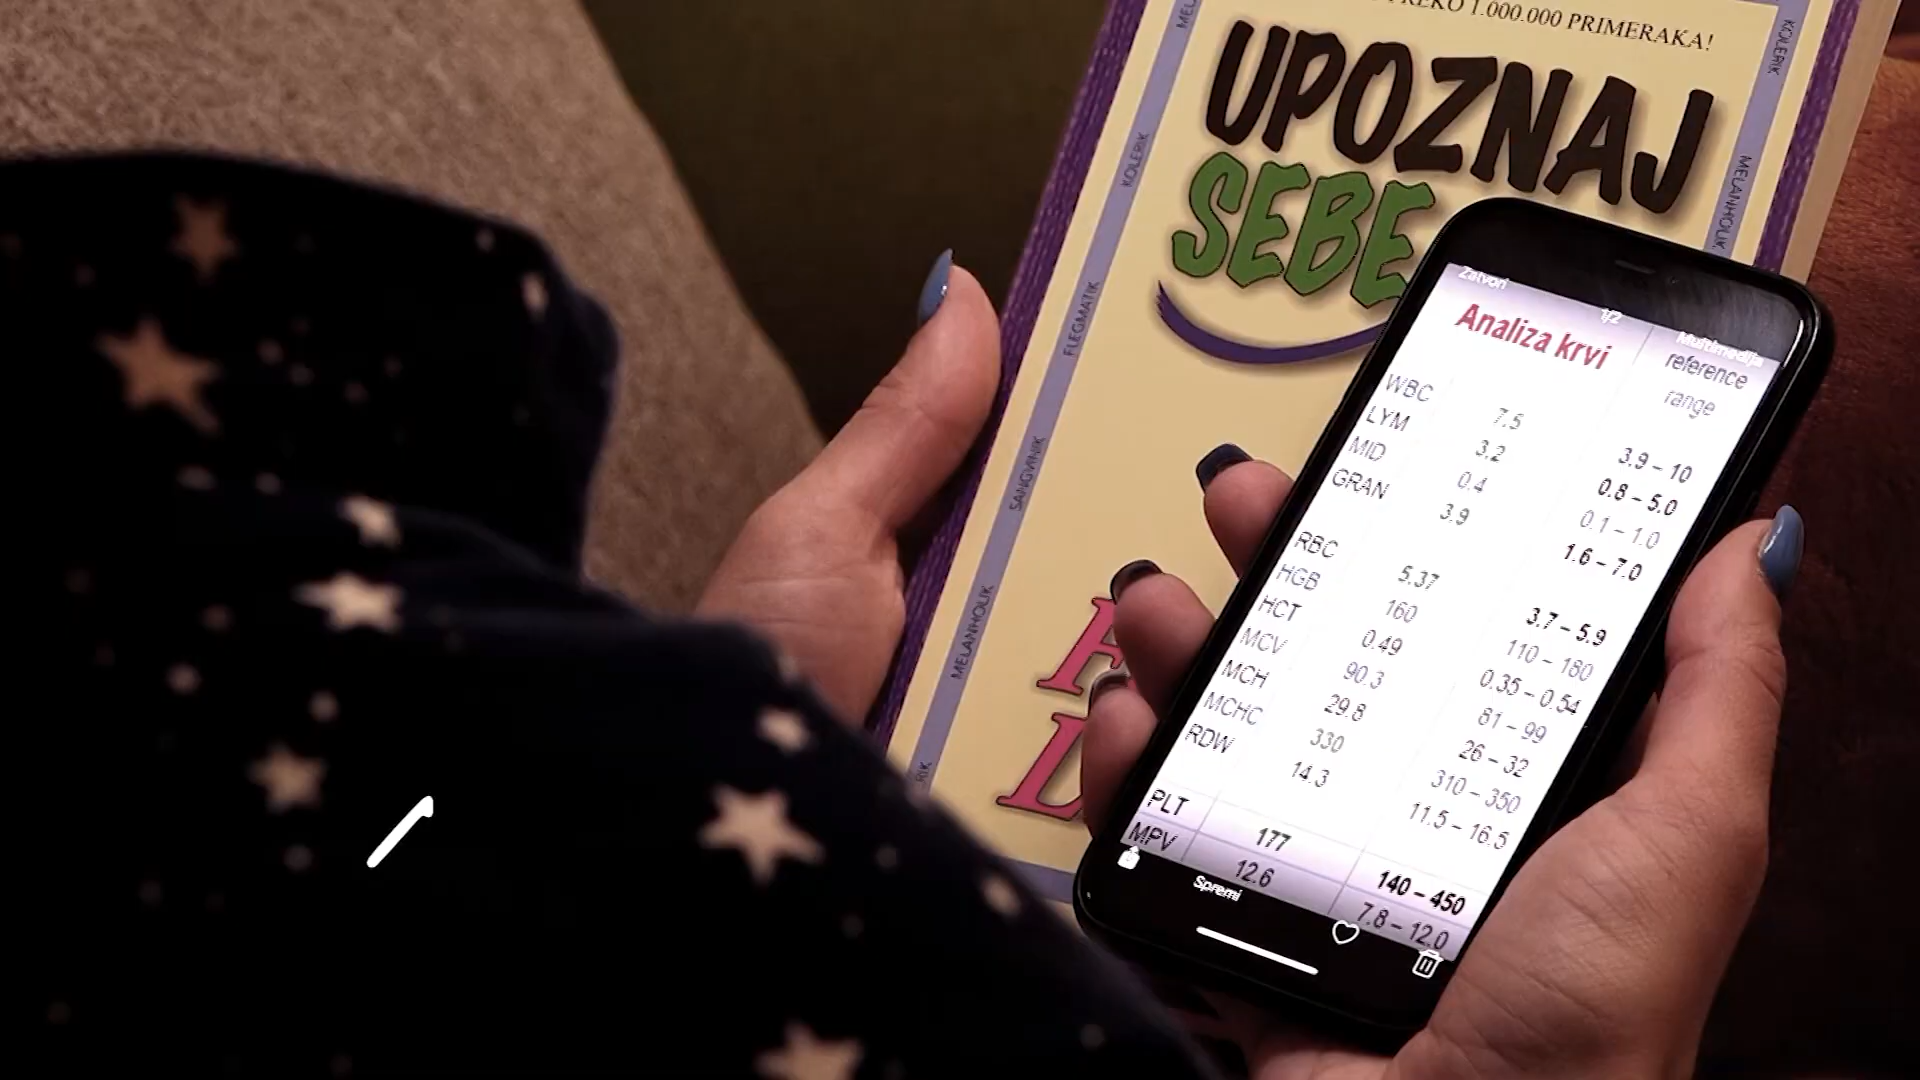 PREKO 1.000.000 PRIMERAKA!
UPOZNAJ
SEBE
KOLERIK
MELANHOLIK
KOLERIK
FLEGMATIK
SANGVINIK
MELANHOLIK
Zatvori
1/2
Multimedija
Analiza krvi
reference
range
WBC 7.5 3.9 – 10
LYM 3.2 0.8 – 5.0
MID 0.4 0.1 – 1.0
GRAN 3.9 1.6 – 7.0
RBC 5.37 3.7 – 5.9
HGB 160 110 – 180
HCT 0.49 0.35 – 0.54
MCV 90.3 81 – 99
MCH 29.8 26 – 32
MCHC 330 310 – 350
RDW 14.3 11.5 – 16.5
PLT 177 140 – 450
MPV 12.6 7.8 – 12.0
Spremi